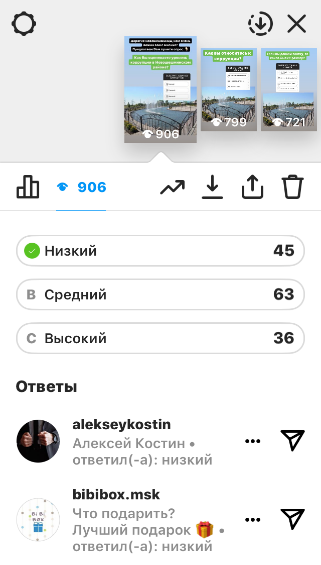 906
799
721
906
Низкий 45
B Средний 63
C Высокий 36
Ответы
alekseykostin
Алексей Костин •
ответил(-а): низкий
bibibox.msk
Что подарить?
Лучший подарок 🎁 •
ответил(-а): низкий